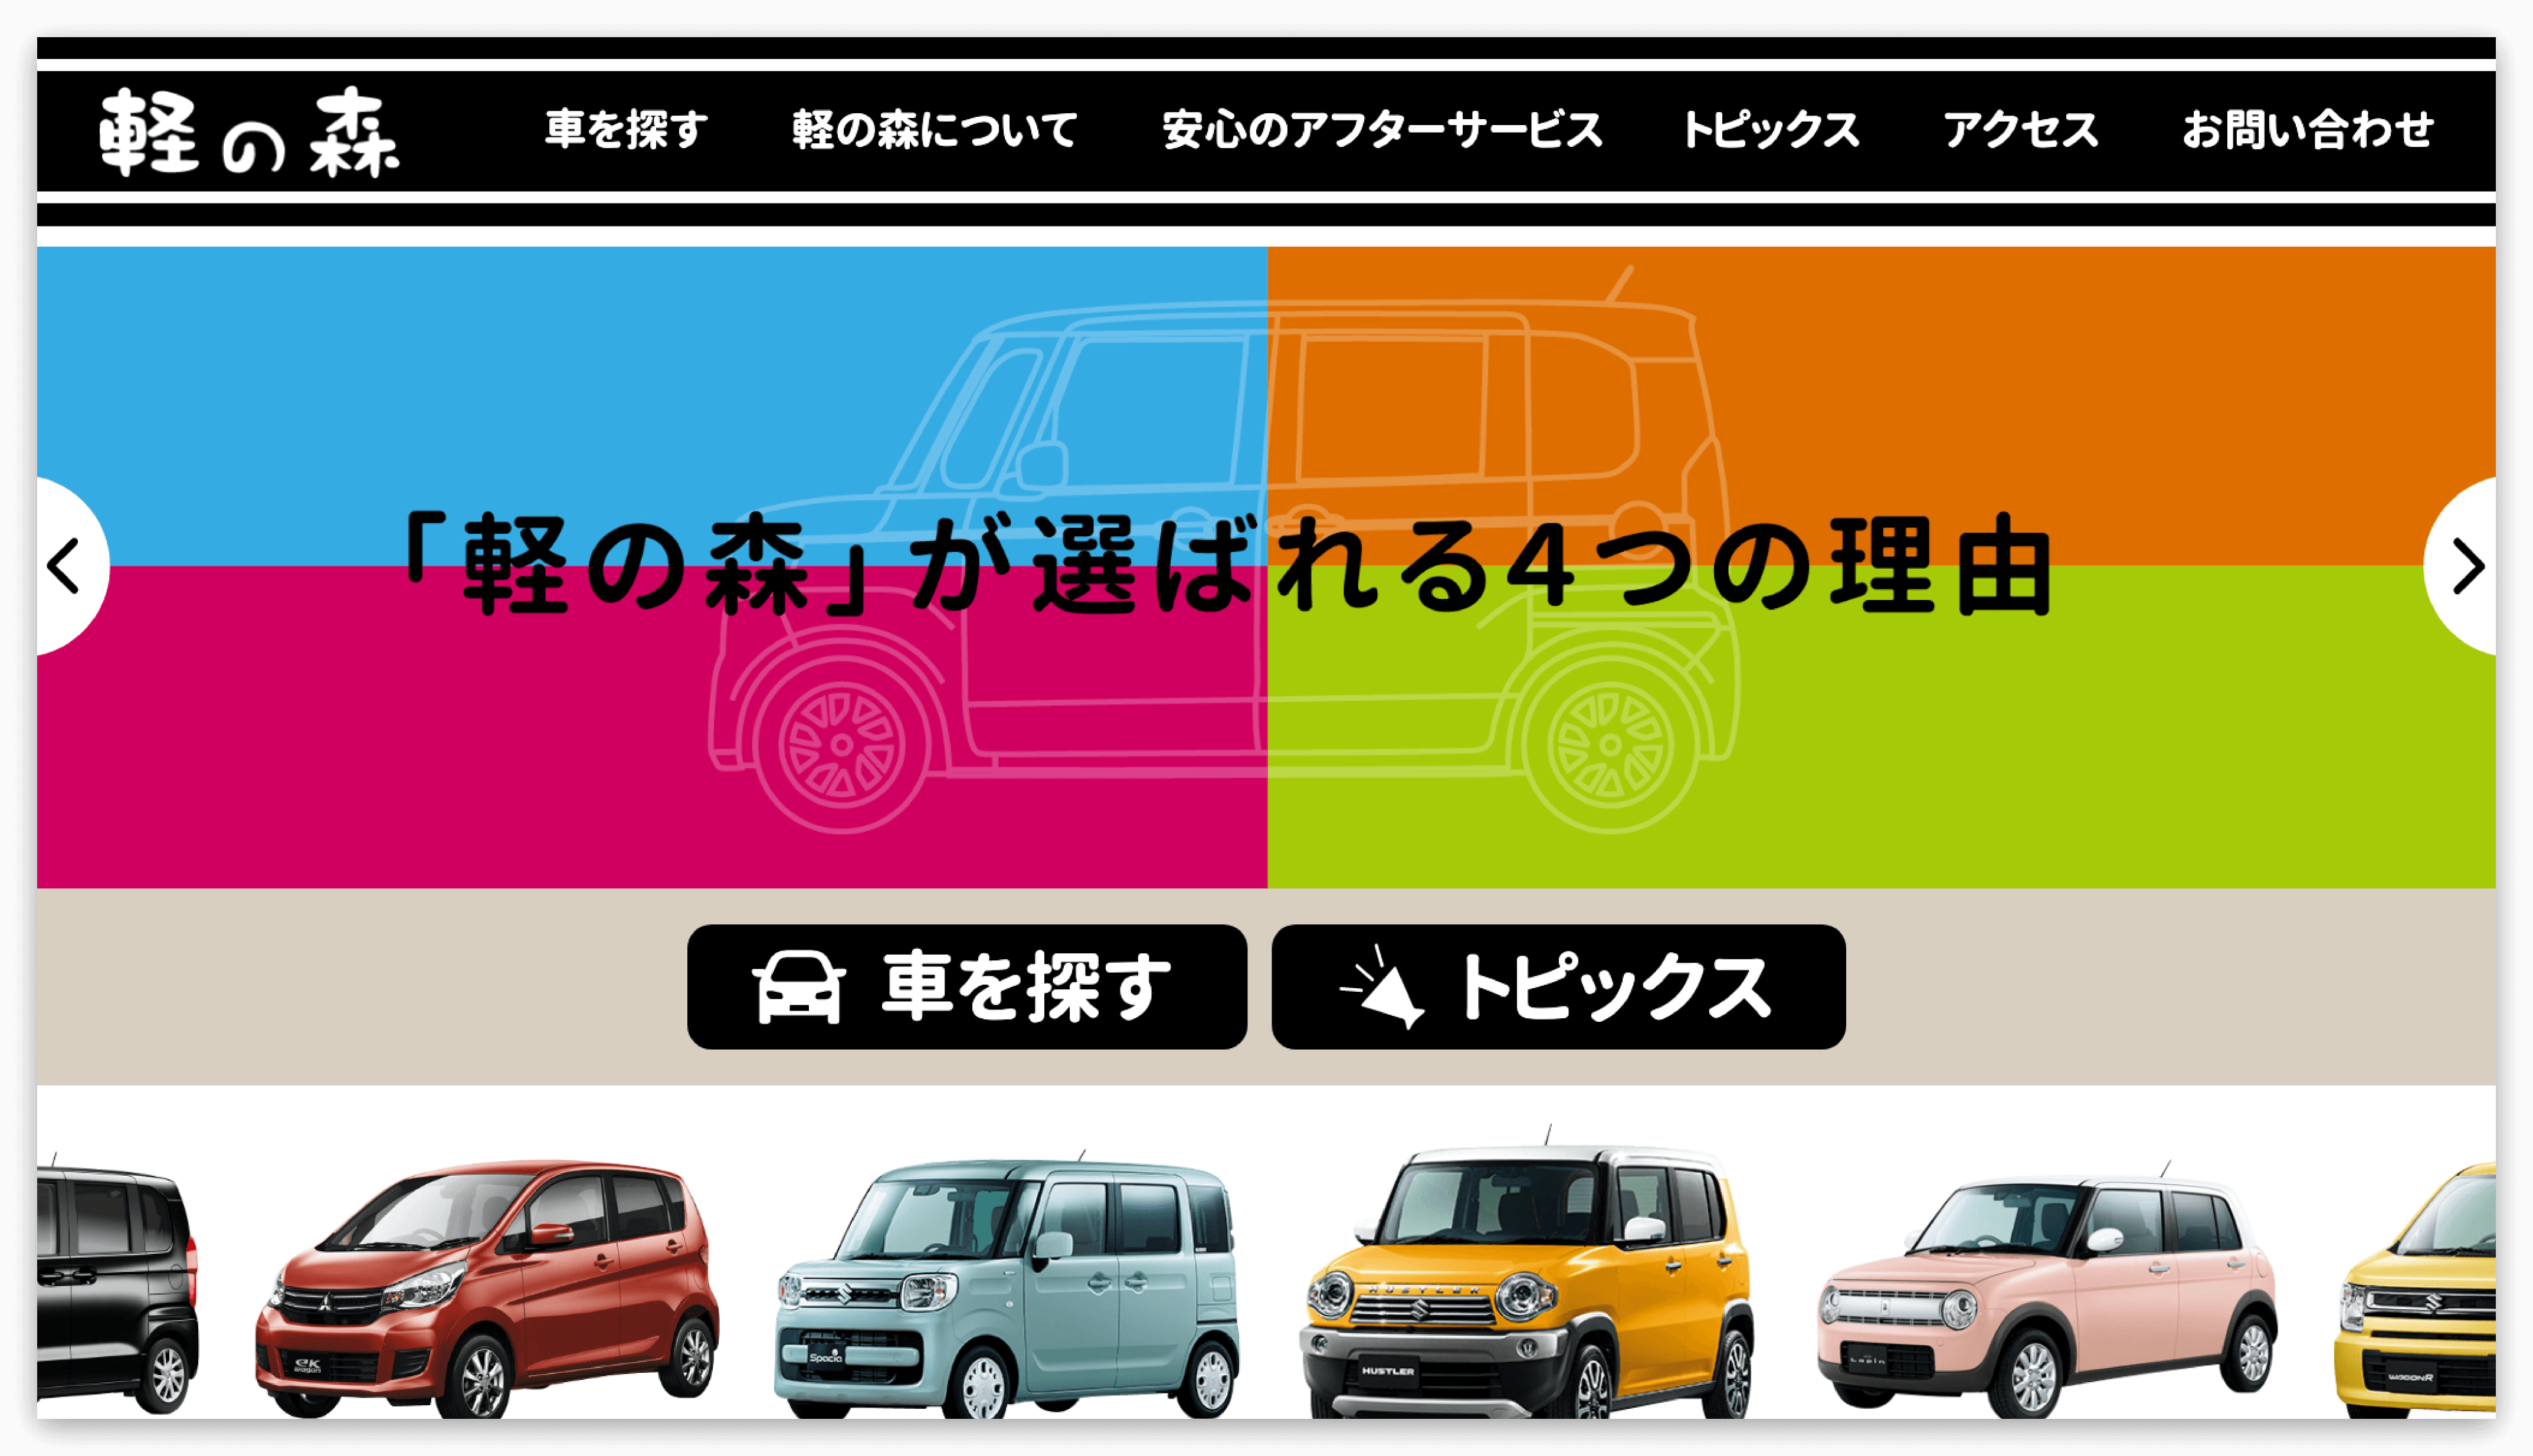 軽の森
車を探す
軽の森について
安心のアフターサービス
トピックス
アクセス
お問い合わせ
「軽の森」が選ばれる4つの理由
車を探す
トピックス
HUSTLER
eK
wagon
Spacia
HUSTLER
Lapin
WAGON R